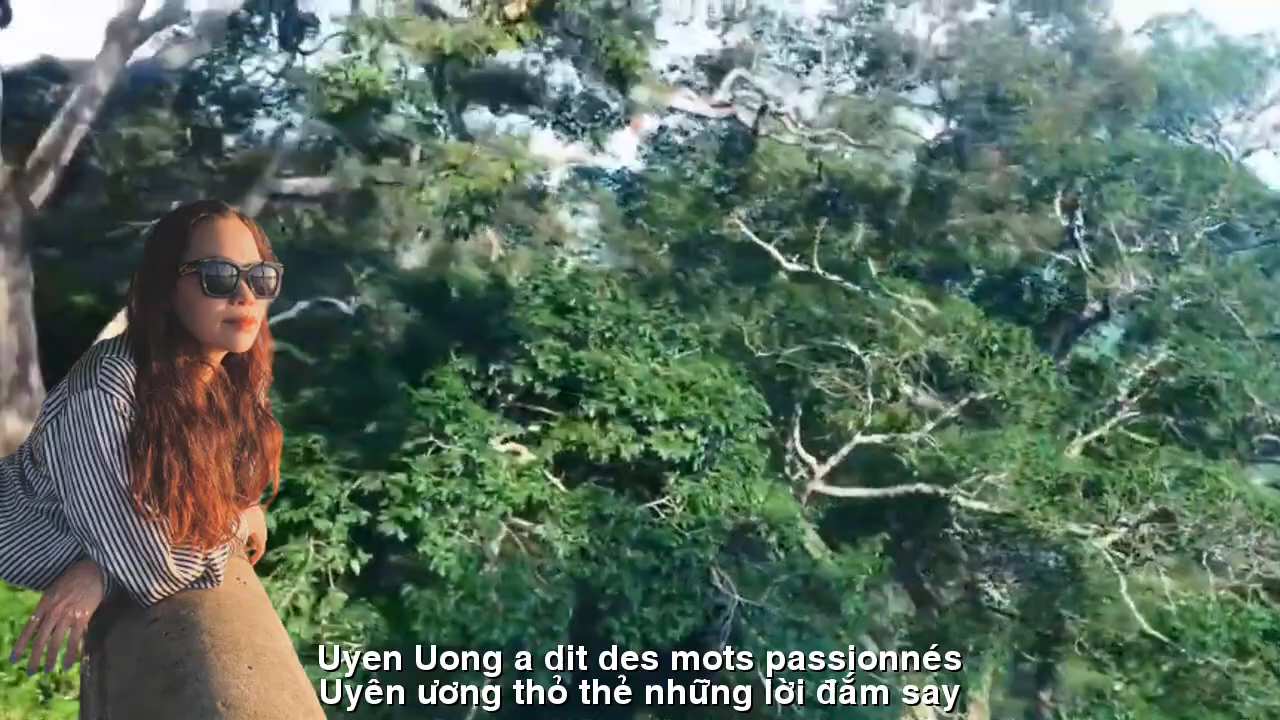 Uyen Uong a dit des mots passionnés
Uyên ương thỏ thẻ những lời đắm say